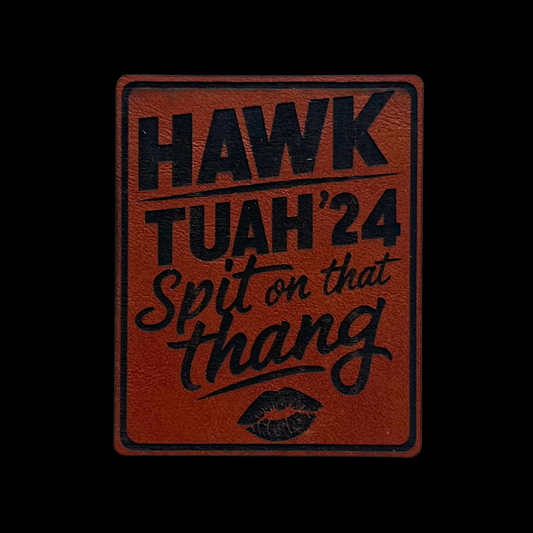 HAWK
TUAH '24
Spit on that
thang